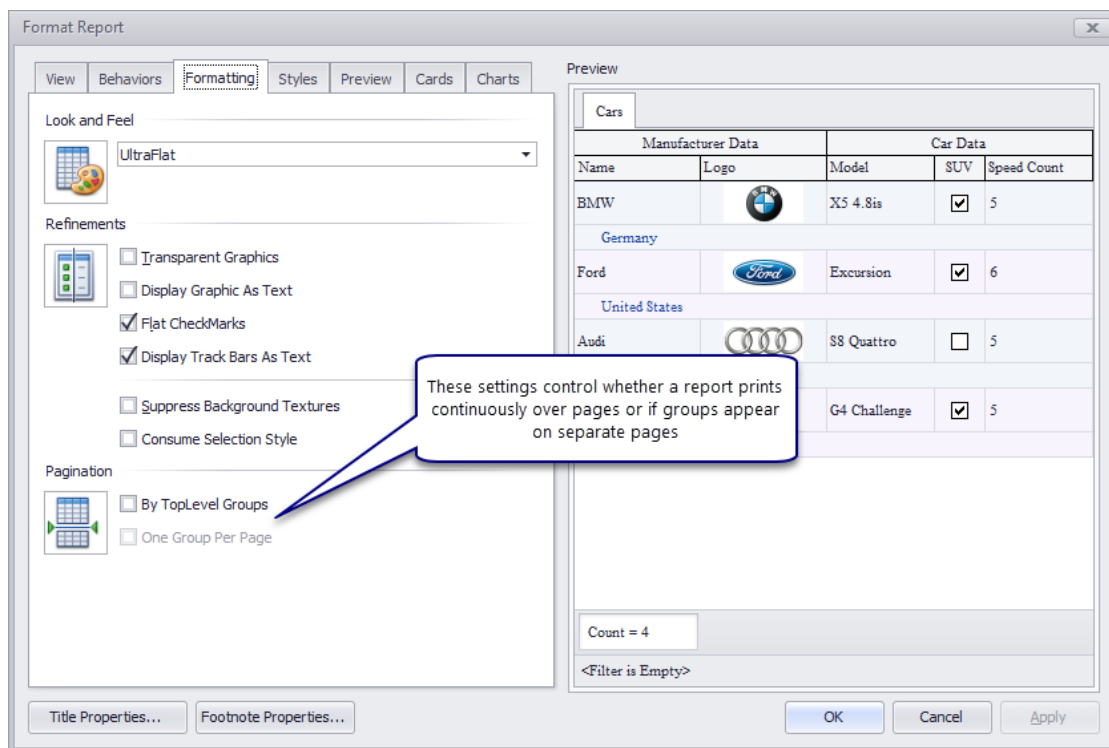 Format Report
View Behaviors Formatting Styles Preview Cards Charts
Look and Feel
UltraFlat
Refinements
Transparent Graphics
Display Graphic As Text
Flat CheckMarks
Display Track Bars As Text
Suppress Background Textures
Consume Selection Style
Pagination
By TopLevel Groups
One Group Per Page
These settings control whether a report prints
continuously over pages or if groups appear
on separate pages
Preview
Cars
Manufacturer Data Car Data
Name Logo Model SUV Speed Count
BMW BMW X5 4.8is 5
Germany
Ford Ford Excursion 6
United States
Audi S8 Quattro 5
G4 Challenge 5
Count = 4
<Filter is Empty>
Title Properties... Footnote Properties... OK Cancel Apply